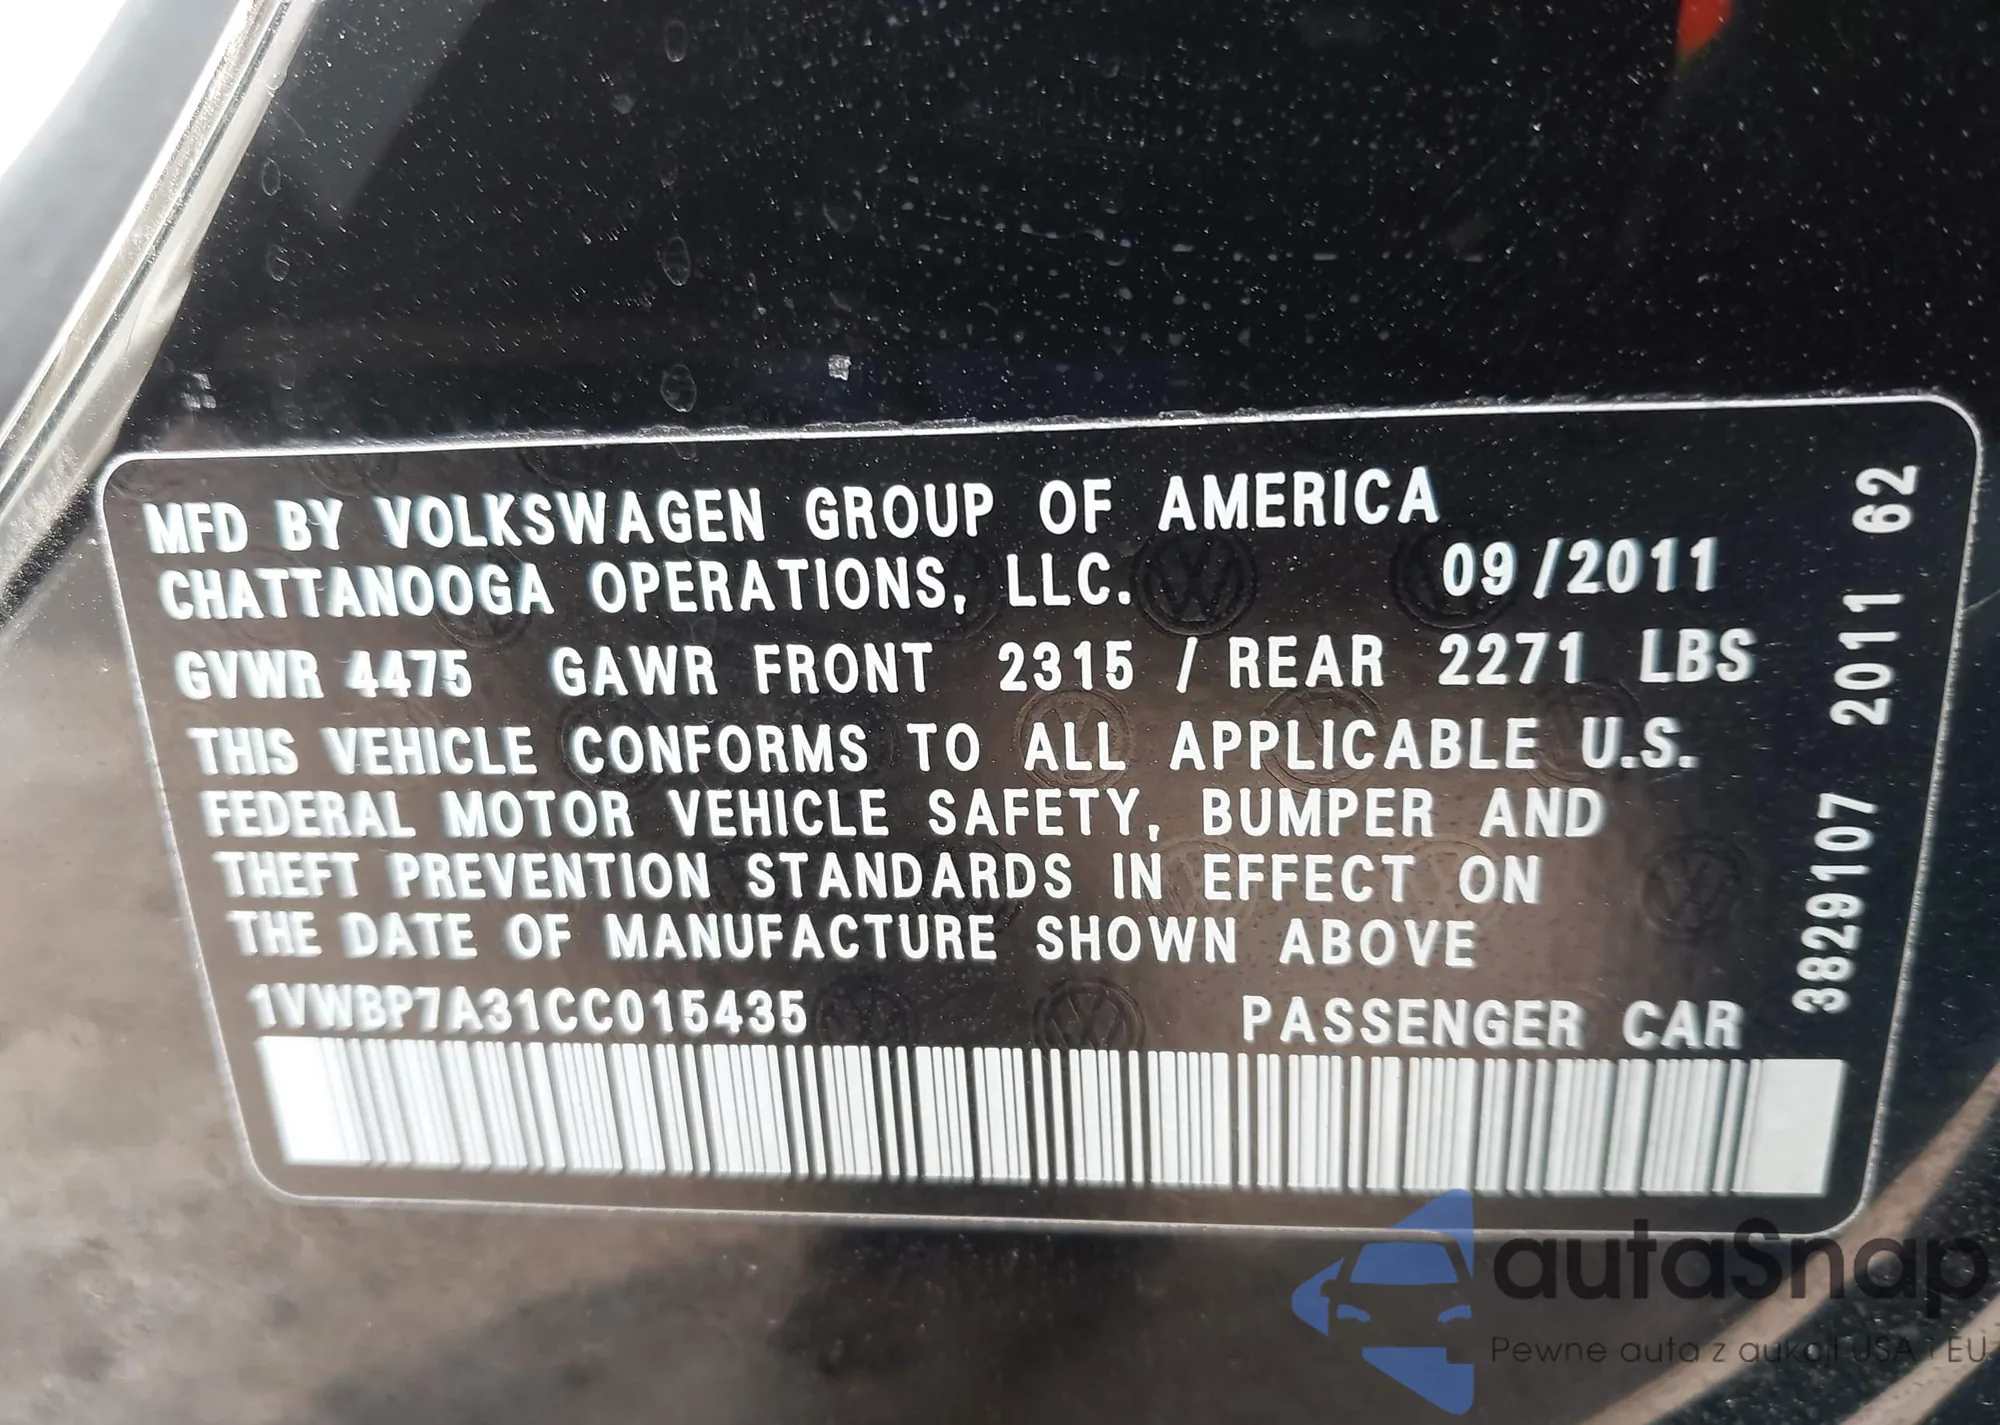 MFD BY VOLKSWAGEN GROUP OF AMERICA
CHATTANOOGA OPERATIONS, LLC. 09/2011
GVWR 4475 GAWR FRONT 2315 / REAR 2271 LBS
THIS VEHICLE CONFORMS TO ALL APPLICABLE U.S.
FEDERAL MOTOR VEHICLE SAFETY, BUMPER AND
THEFT PREVENTION STANDARDS IN EFFECT ON
THE DATE OF MANUFACTURE SHOWN ABOVE
1VWBP7A31CC015435 PASSENGER CAR
3829107 2011 62
autaSnap
Pewne auta z aukcji USA i EU